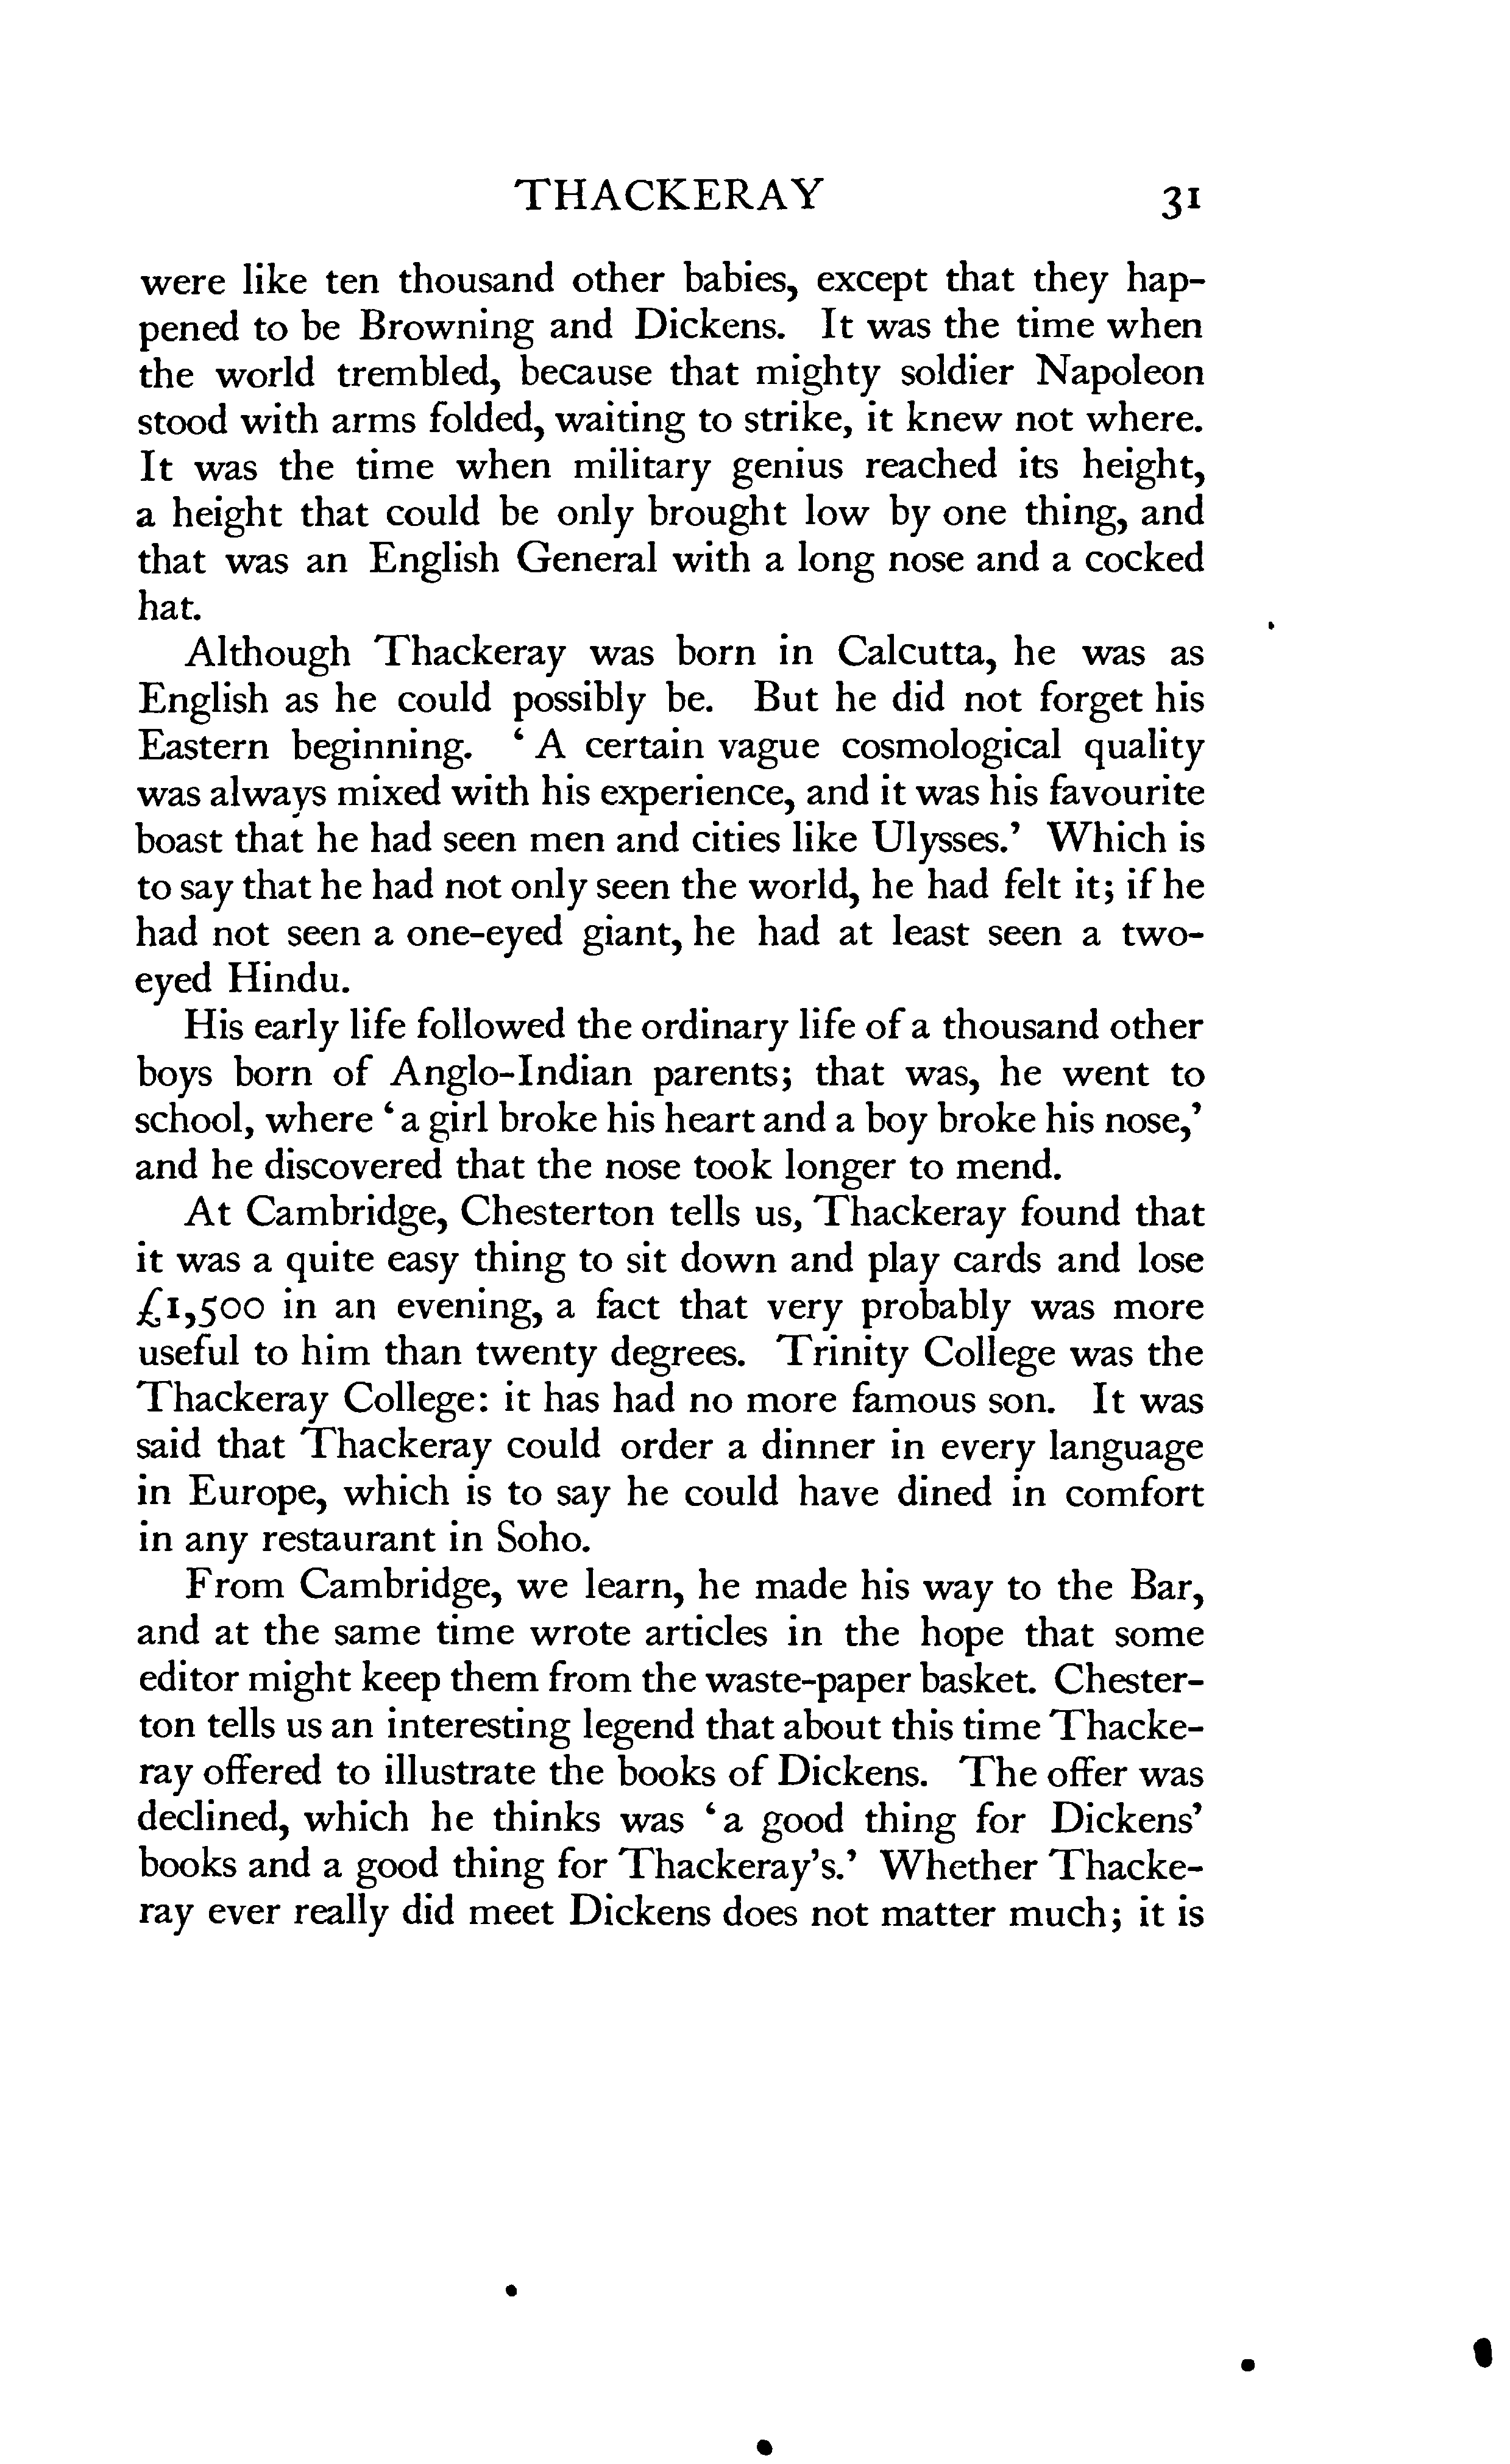 THACKERAY 31
were like ten thousand other babies, except that they hap-
pened to be Browning and Dickens. It was the time when
the world trembled, because that mighty soldier Napoleon
stood with arms folded, waiting to strike, it knew not where.
It was the time when military genius reached its height,
a height that could be only brought low by one thing, and
that was an English General with a long nose and a cocked
hat.
Although Thackeray was born in Calcutta, he was as
English as he could possibly be. But he did not forget his
Eastern beginning. ‘ A certain vague cosmological quality
was always mixed with his experience, and it was his favourite
boast that he had seen men and cities like Ulysses.’ Which is
to say that he had not only seen the world, he had felt it; if he
had not seen a one-eyed giant, he had at least seen a two-
eyed Hindu.
His early life followed the ordinary life of a thousand other
boys born of Anglo-Indian parents; that was, he went to
school, where ‘ a girl broke his heart and a boy broke his nose,’
and he discovered that the nose took longer to mend.
At Cambridge, Chesterton tells us, Thackeray found that
it was a quite easy thing to sit down and play cards and lose
£1,500 in an evening, a fact that very probably was more
useful to him than twenty degrees. Trinity College was the
Thackeray College: it has had no more famous son. It was
said that Thackeray could order a dinner in every language
in Europe, which is to say he could have dined in comfort
in any restaurant in Soho.
From Cambridge, we learn, he made his way to the Bar,
and at the same time wrote articles in the hope that some
editor might keep them from the waste-paper basket. Chester-
ton tells us an interesting legend that about this time Thacke-
ray offered to illustrate the books of Dickens. The offer was
declined, which he thinks was ‘ a good thing for Dickens’
books and a good thing for Thackeray’s.’ Whether Thacke-
ray ever really did meet Dickens does not matter much; it is